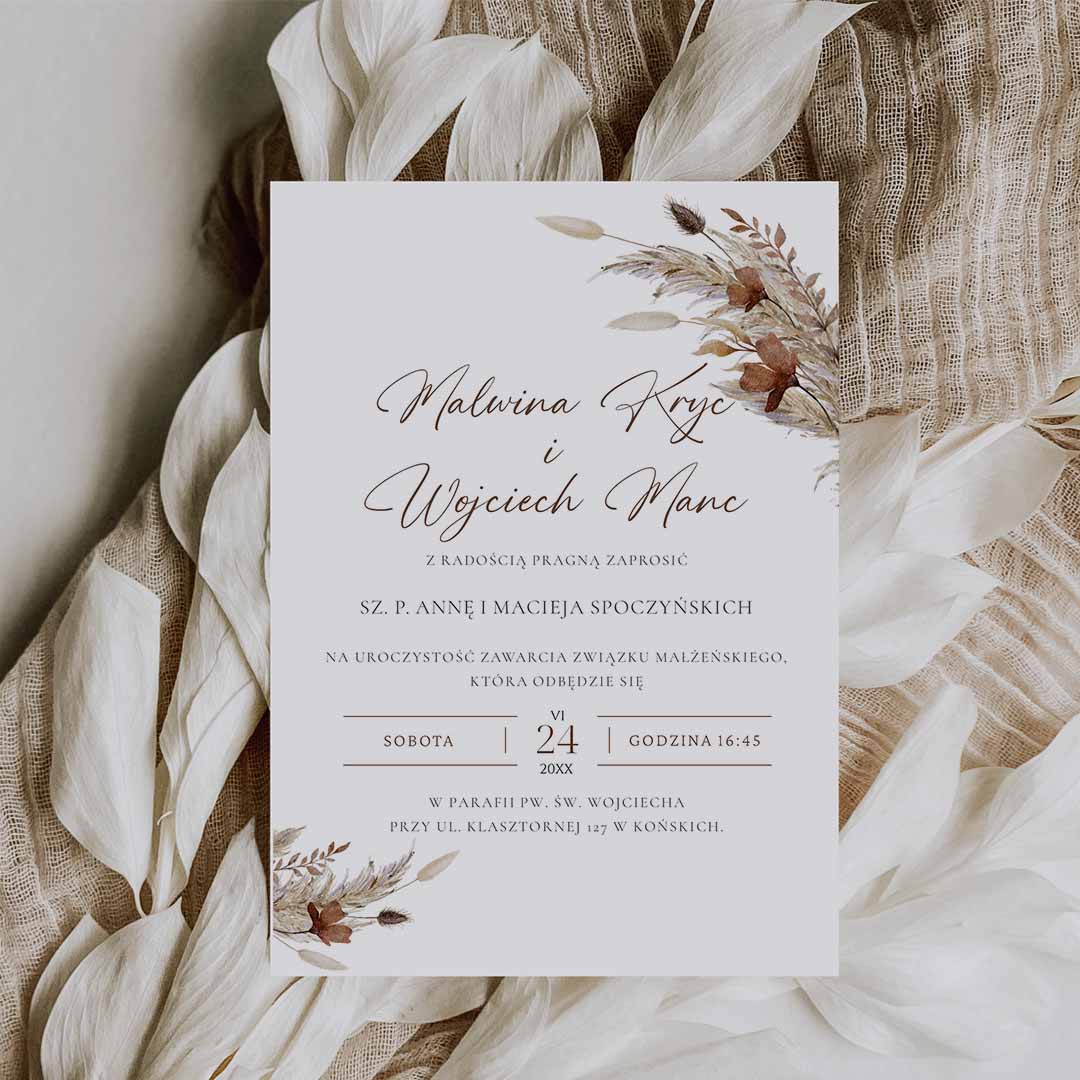 Malwina Kryc
i
Wojciech Manc
Z RADOŚCIĄ PRAGNĄ ZAPROSIĆ
SZ. P. ANNĘ I MACIEJA SPOCZYŃSKICH
NA UROCZYSTOŚĆ ZAWARCIA ZWIĄZKU MAŁŻEŃSKIEGO,
KTÓRA ODBĘDZIE SIĘ
VI
SOBOTA | 24 | GODZINA 16:45
20XX
W PARAFII PW. ŚW. WOJCIECHA
PRZY UL. KLASZTORNEJ 127 W KOŃSKICH.